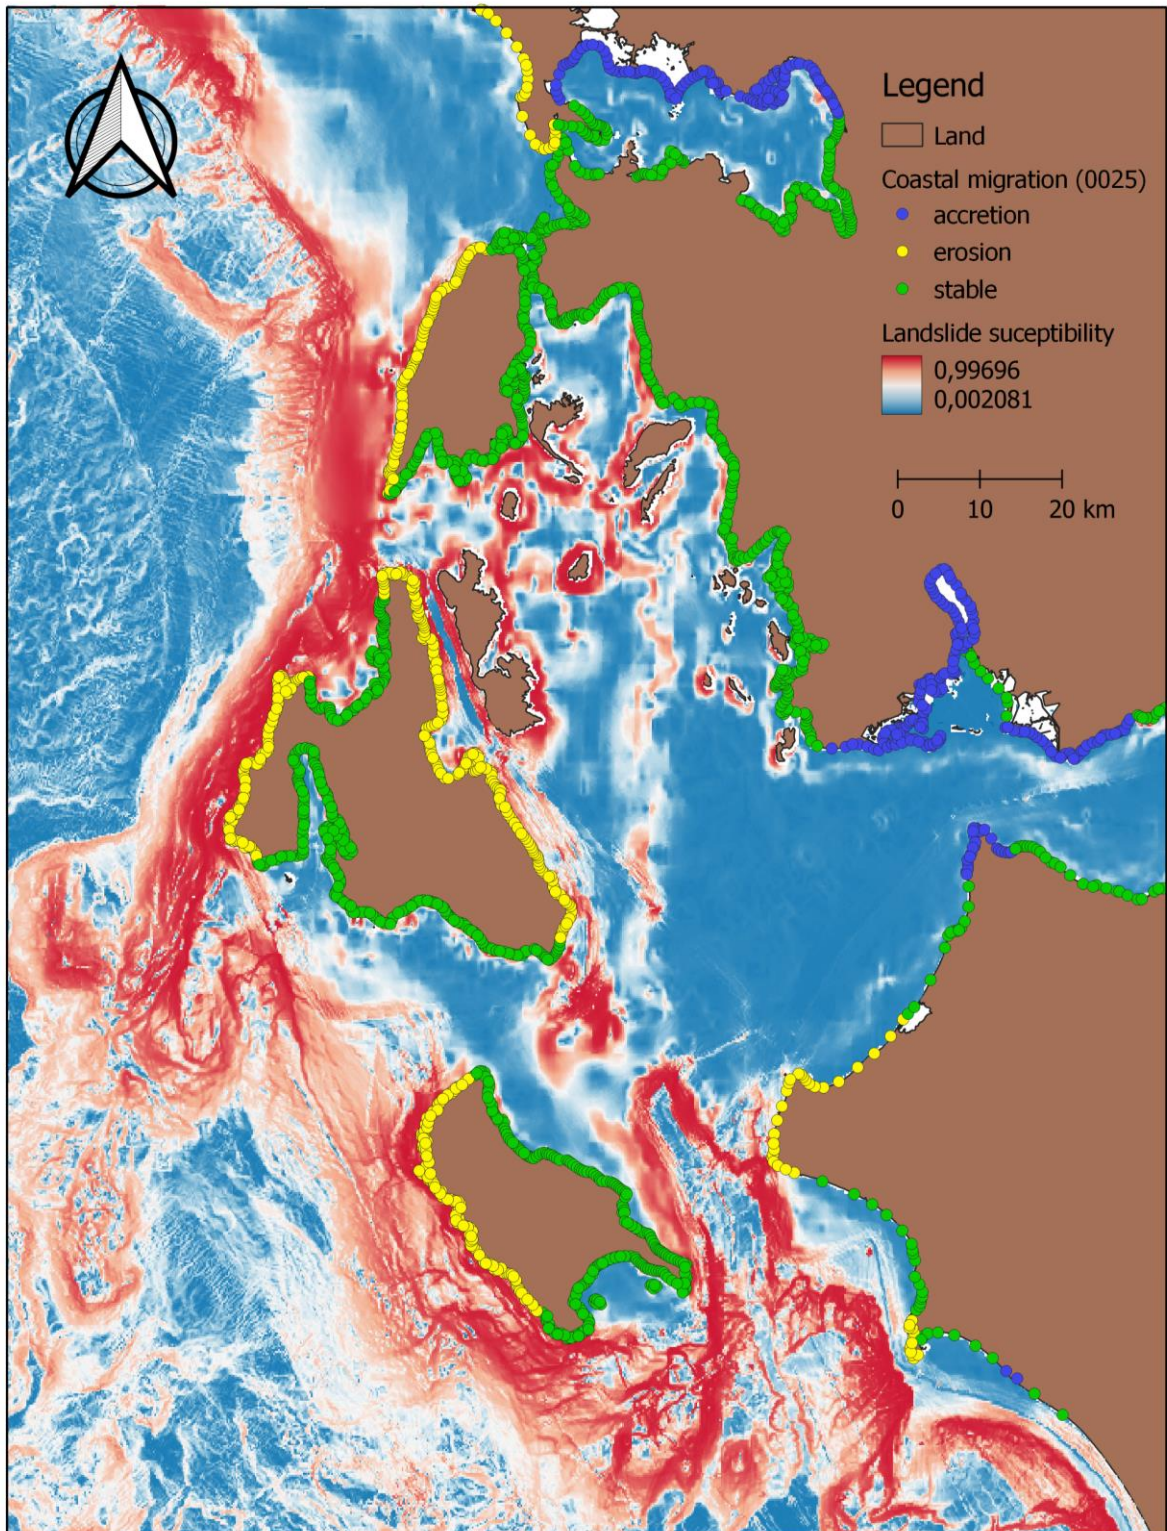 Legend
Land
Coastal migration (0025)
accretion
erosion
stable
Landslide suceptibility
0,99696
0,002081
0 10 20 km